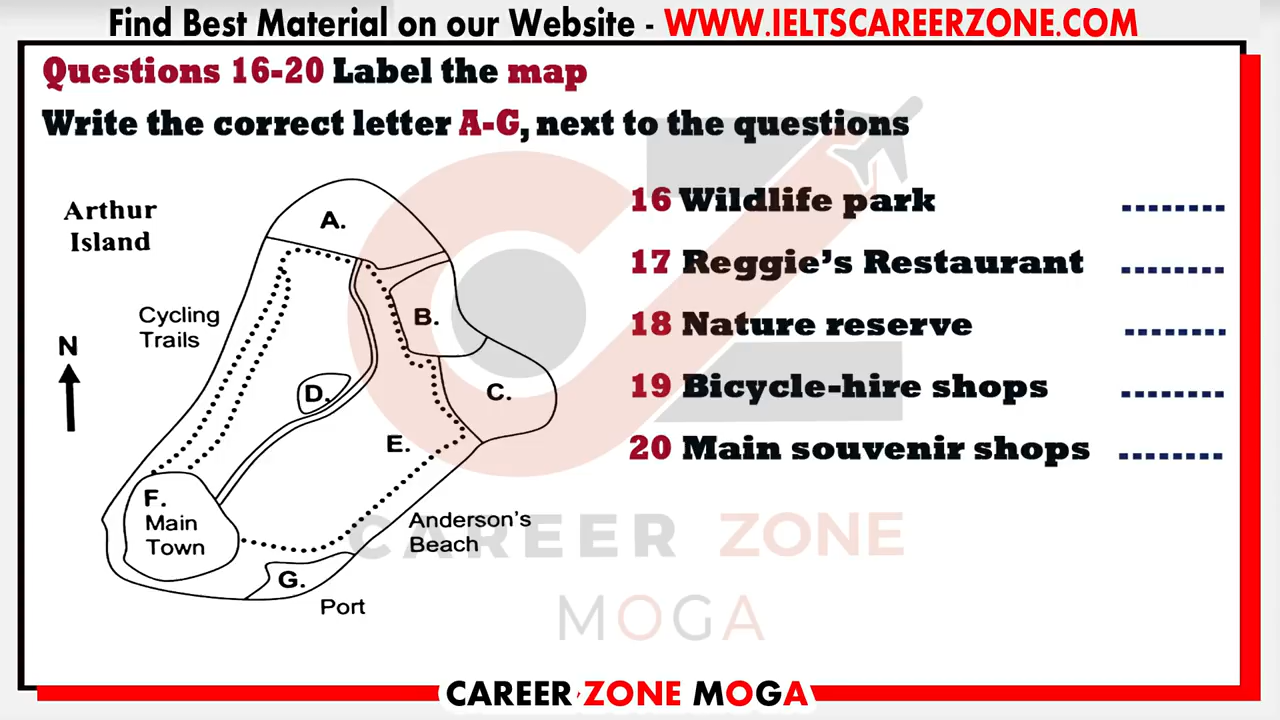 Find Best Material on our Website - WWW.IELTSCAREERZONE.COM
Questions 16-20 Label the map
Write the correct letter A-G, next to the questions
Arthur
Island
Cycling
Trails
N
A.
B.
C.
D.
E.
F.
Main
Town
G.
Anderson's
Beach
Port
16 Wildlife park ........
17 Reggie's Restaurant ........
18 Nature reserve ........
19 Bicycle-hire shops ........
20 Main souvenir shops ........
CAREER ZONE
MOGA
CAREER ZONE MOGA